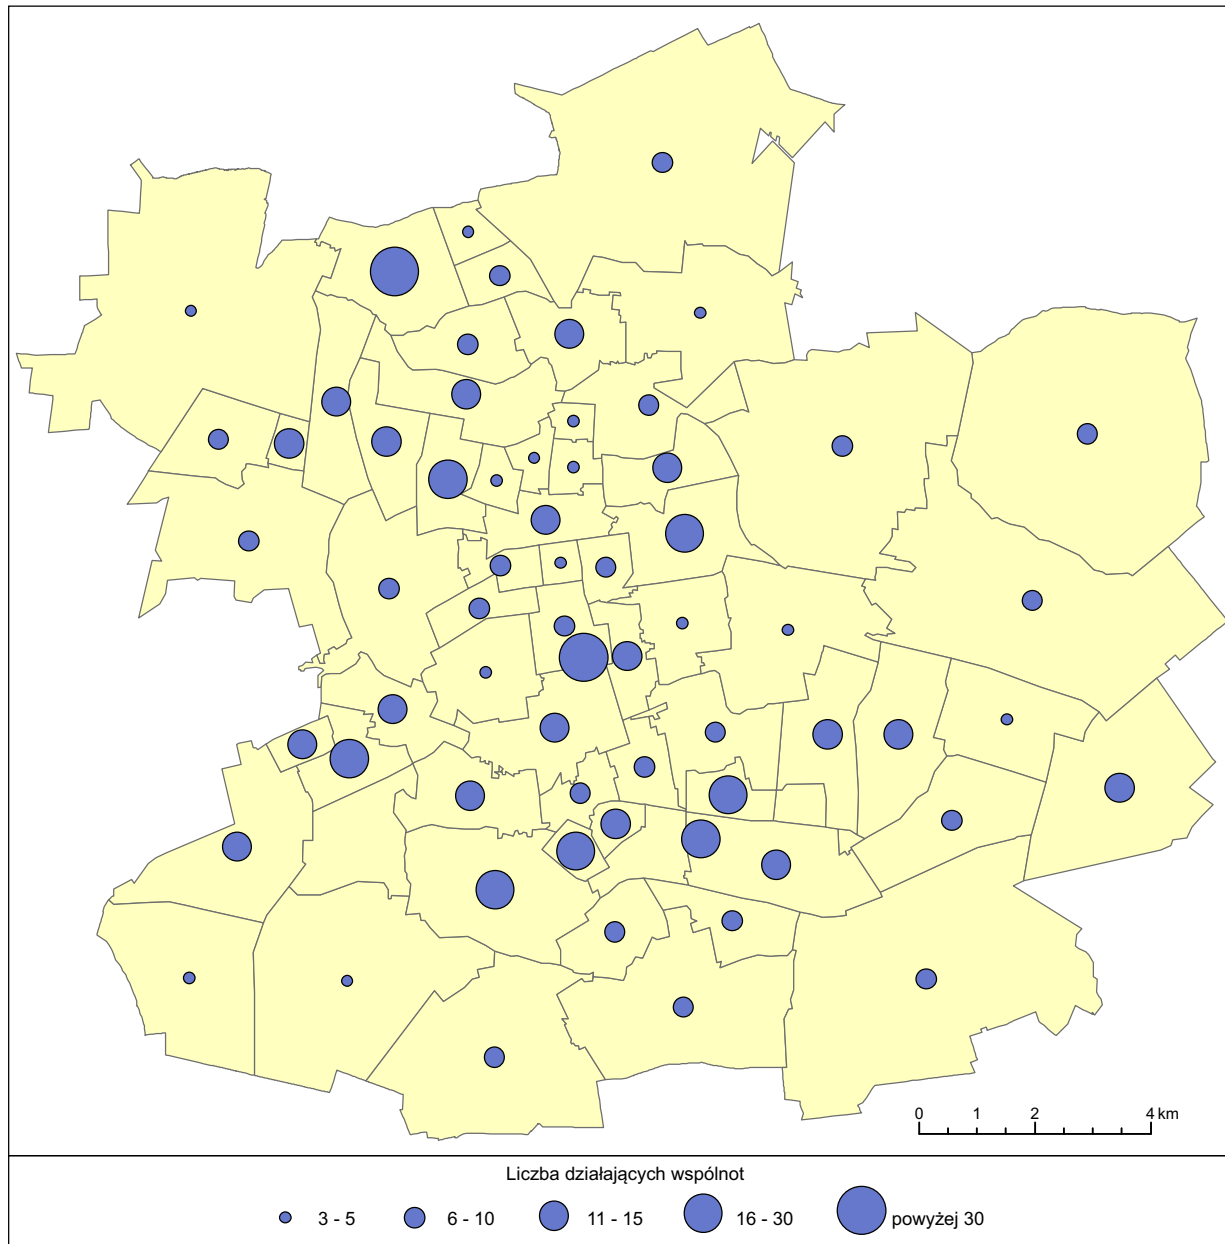 0 1 2 4 km
Liczba działających wspólnot
3 - 5 6 - 10 11 - 15 16 - 30 powyżej 30